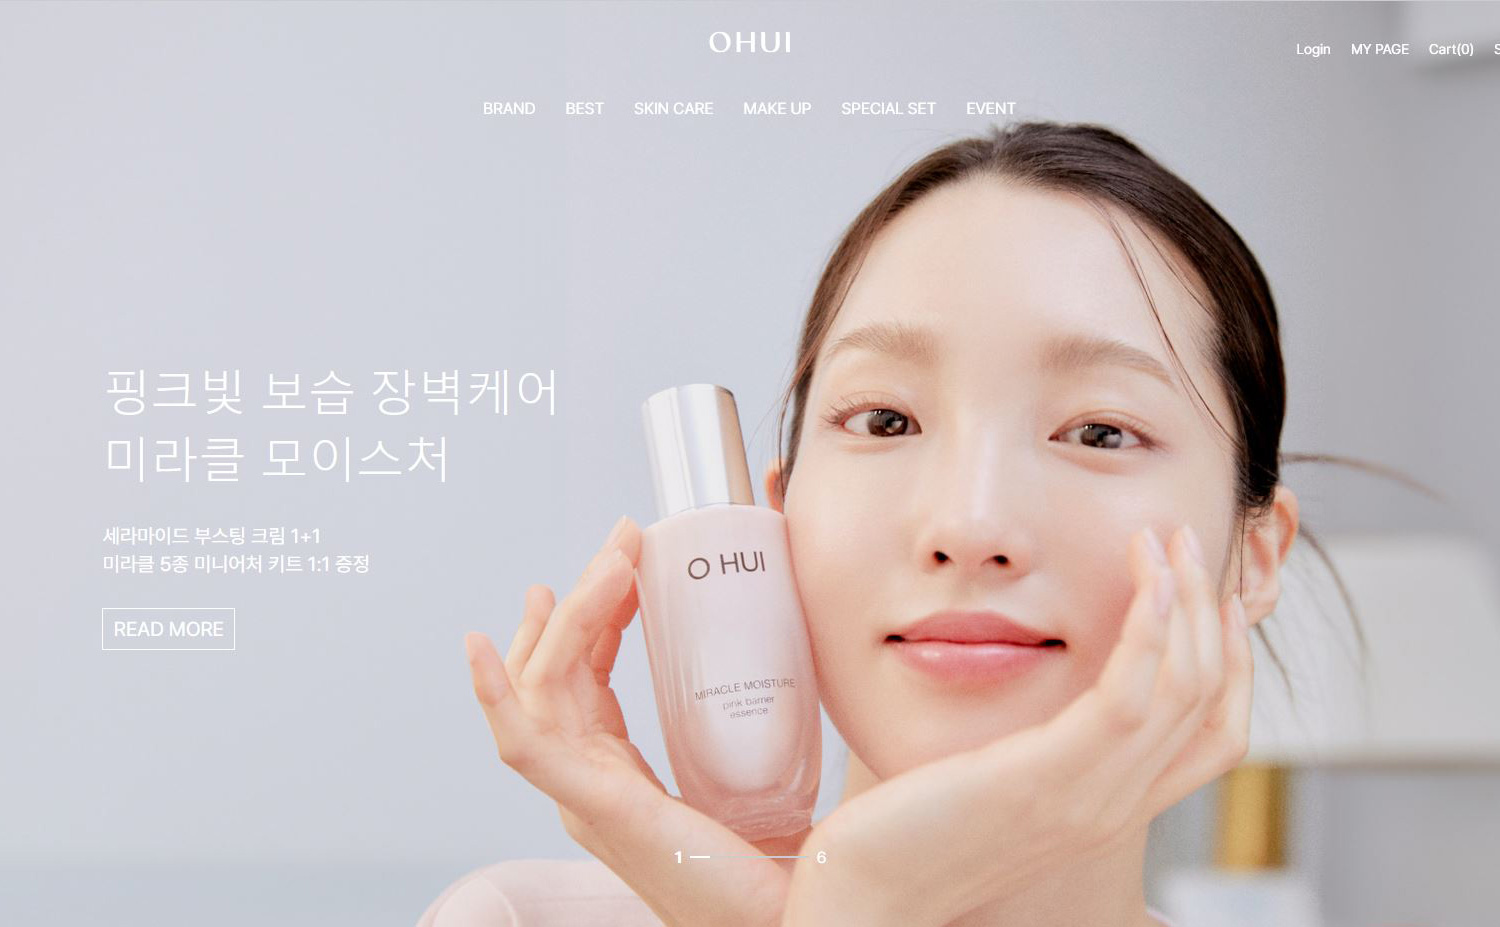 OHUI
Login MY PAGE Cart(0)
BRAND BEST SKIN CARE MAKE UP SPECIAL SET EVENT
핑크빛 보습 장벽케어
미라클 모이스처
세라마이드 부스팅 크림 1+1
미라클 5종 미니어처 키트 1:1 증정
READ MORE
O HUI
MIRACLE MOISTURE
pink barrier
essence
1 6